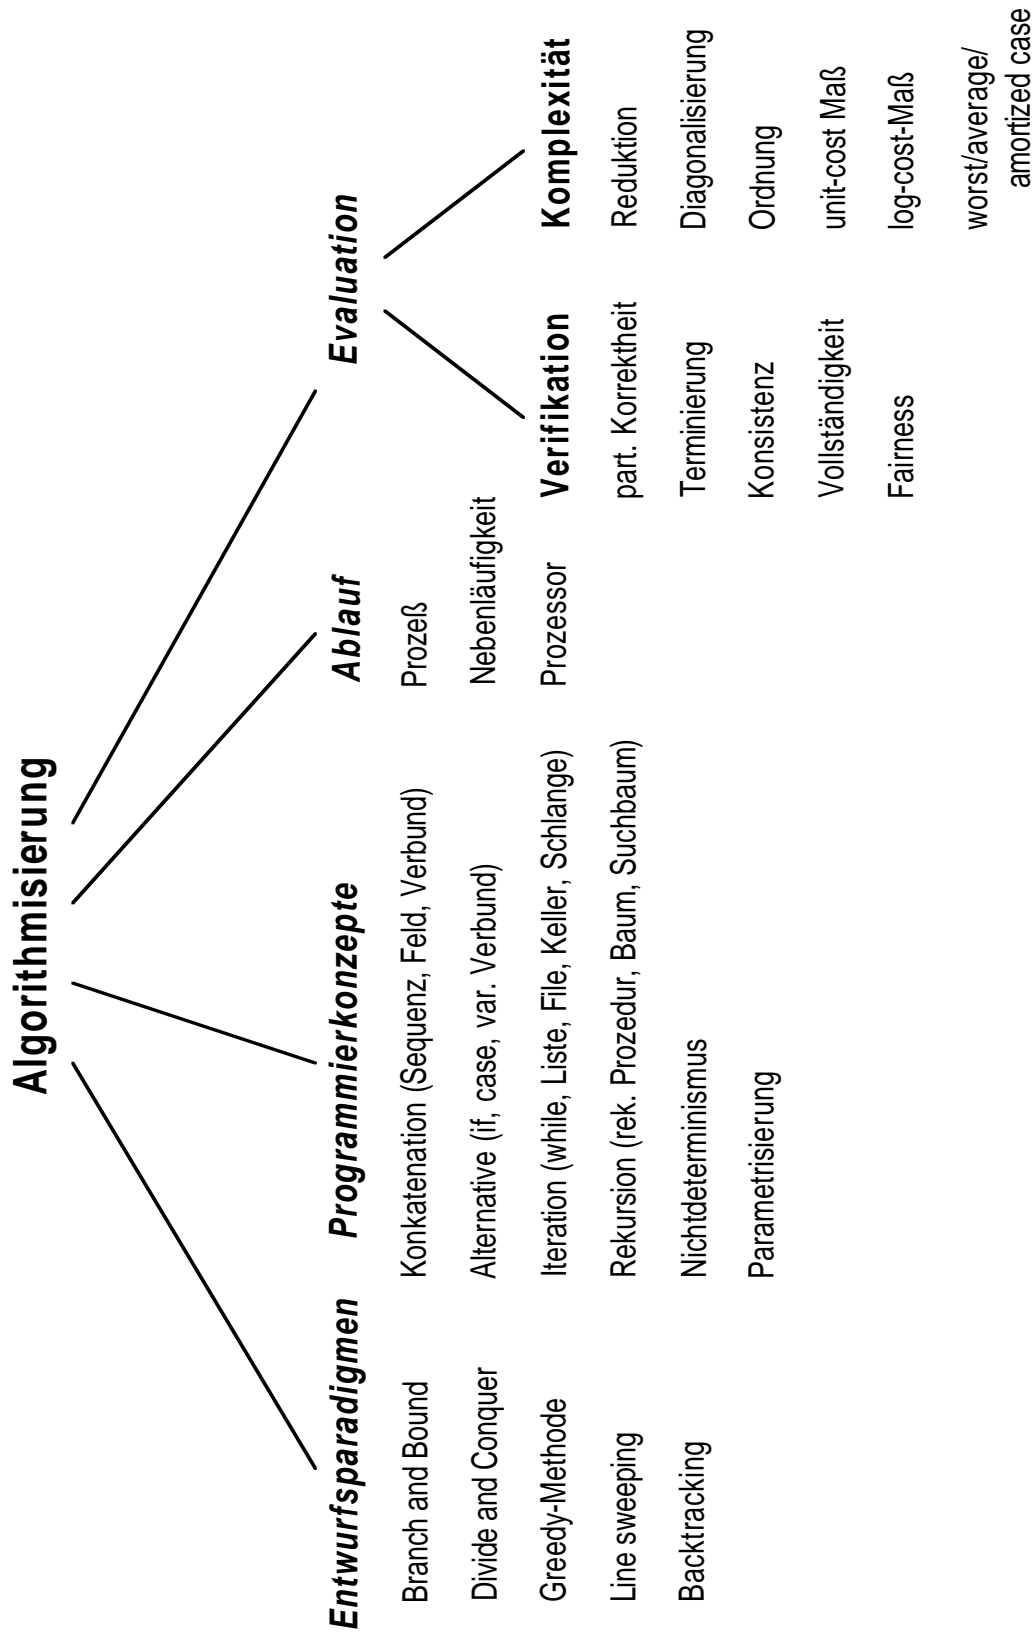 Algorithmisierung
Entwurfsparadigmen
Branch and Bound
Divide and Conquer
Greedy-Methode
Line sweeping
Backtracking
Programmierkonzepte
Konkatenation (Sequenz, Feld, Verbund)
Alternative (if, case, var. Verbund)
Iteration (while, Liste, File, Keller, Schlange)
Rekursion (rek. Prozedur, Baum, Suchbaum)
Nichtdeterminismus
Parametrisierung
Ablauf
Prozeß
Nebenläufigkeit
Prozessor
Evaluation
Verifikation
part. Korrektheit
Terminierung
Konsistenz
Vollständigkeit
Fairness
Komplexität
Reduktion
Diagonalisierung
Ordnung
unit-cost Maß
log-cost-Maß
worst/average/
amortized case